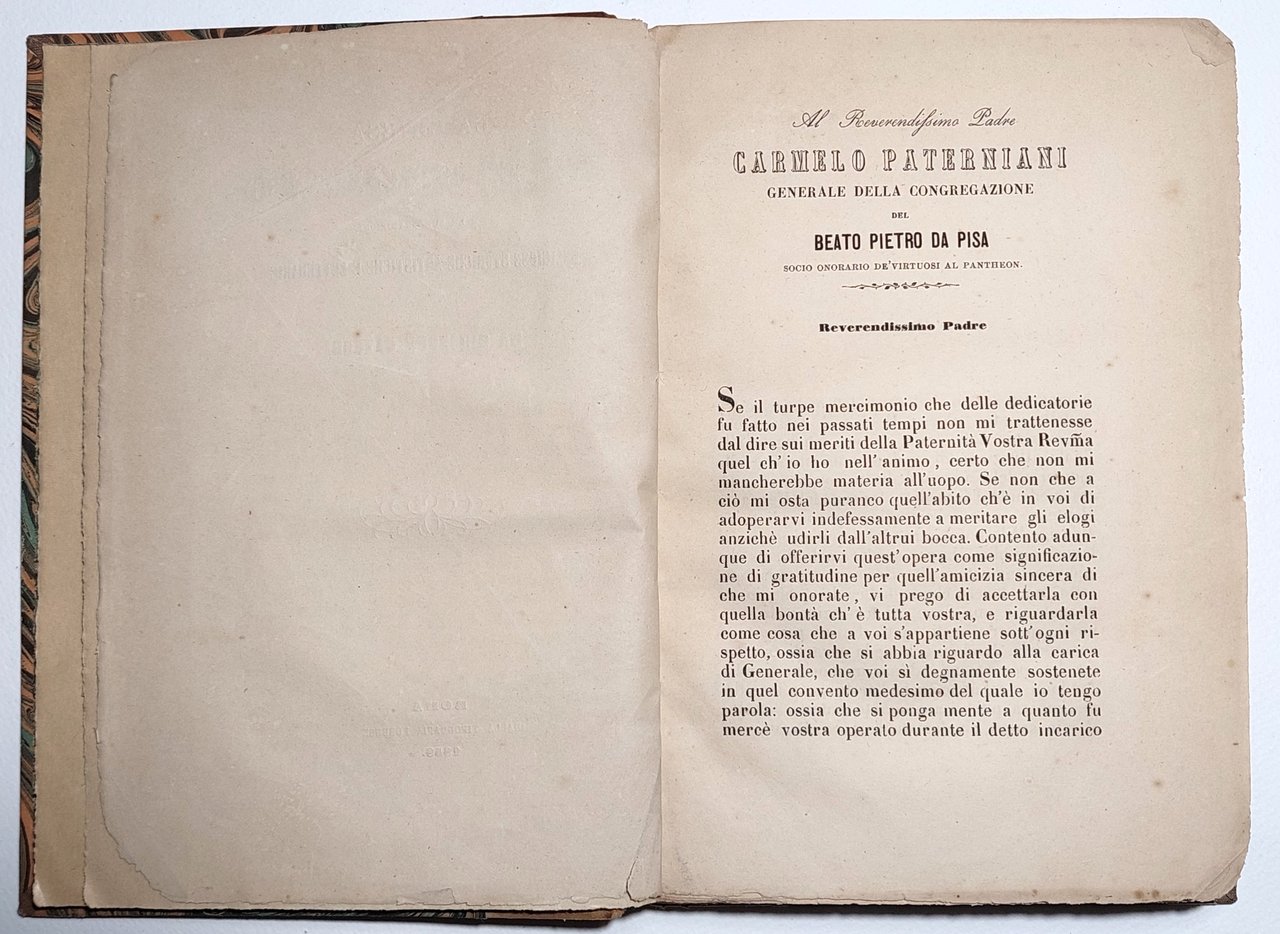 Al Reverendissimo Padre
CARMELO PATERNIANI
GENERALE DELLA CONGREGAZIONE
DEL
BEATO PIETRO DA PISA
SOCIO ONORARIO DE'VIRTUOSI AL PANTHEON.
Reverendissimo Padre
Se il turpe mercimonio che delle dedicatorie
fu fatto nei passati tempi non mi trattenesse
dal dire sui meriti della Paternità Vostra Revm̃a
quel ch'io ho nell'animo, certo che non mi
mancherebbe materia all'uopo. Se non che a
ciò mi osta puranco quell'abito ch'è in voi di
adoperarvi indefessamente a meritare gli elogi
anzichè udirli dall'altrui bocca. Contento adun-
que di offerirvi quest'opera come significazio-
ne di gratitudine per quell'amicizia sincera di
che mi onorate, vi prego di accettarla con
quella bontà ch'è tutta vostra, e riguardarla
come cosa che a voi s'appartiene sott'ogni ri-
spetto, ossia che si abbia riguardo alla carica
di Generale, che voi sì degnamente sostenete
in quel convento medesimo del quale io tengo
parola: ossia che si ponga mente a quanto fu
mercè vostra operato durante il detto incarico